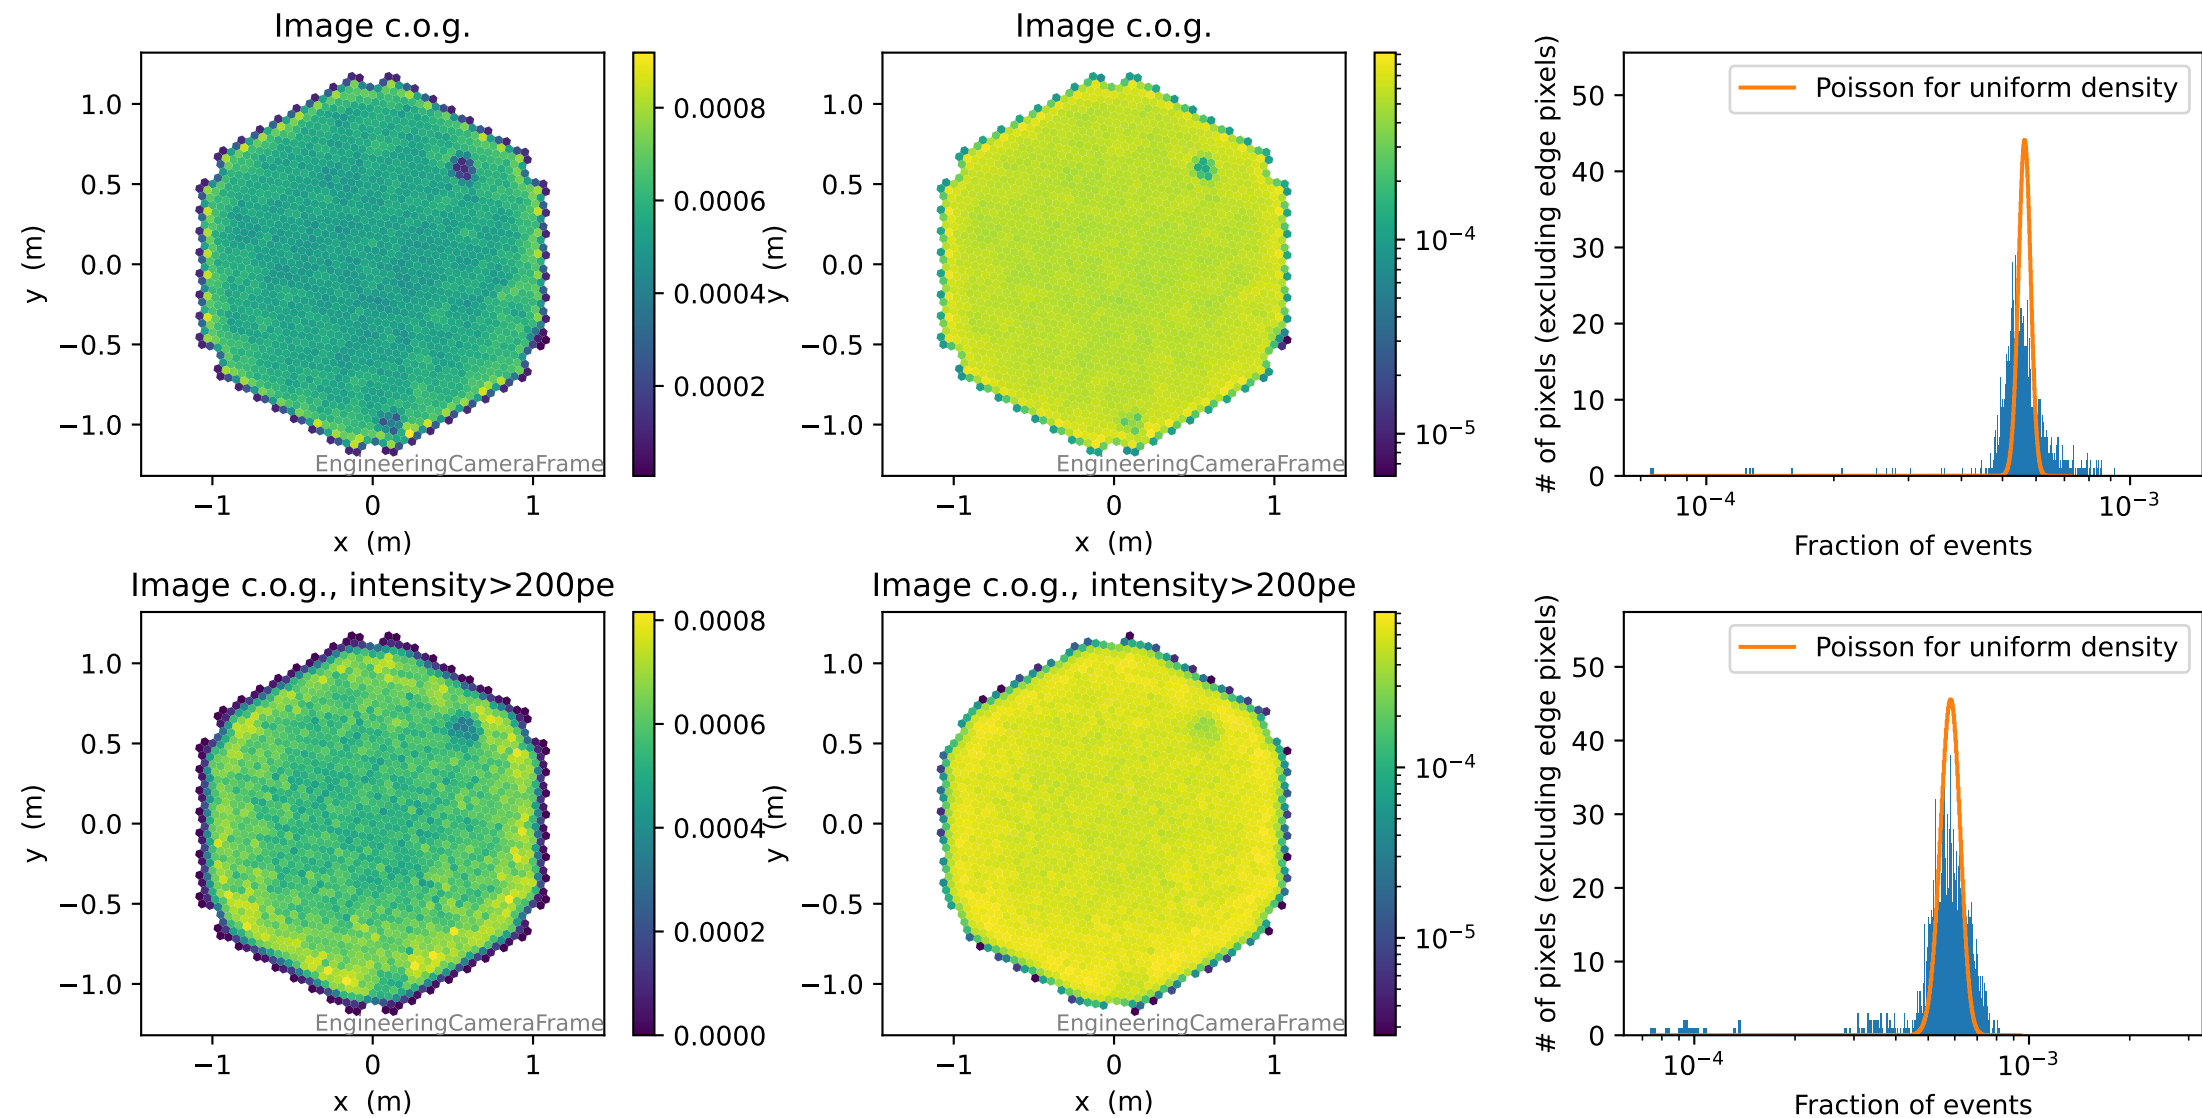 Image c.o.g.
1.0
0.5
0.0
−0.5
−1.0
y (m)
−1
0
1
x (m)
EngineeringCameraFrame
0.0008
0.0006
0.0004
0.0002
Image c.o.g.
1.0
0.5
0.0
−0.5
−1.0
y (m)
−1
0
1
x (m)
EngineeringCameraFrame
10⁻⁴
10⁻⁵
# of pixels (excluding edge pixels)
50
40
30
20
10
0
Poisson for uniform density
10⁻⁴
10⁻³
Fraction of events
Image c.o.g., intensity>200pe
1.0
0.5
0.0
−0.5
−1.0
y (m)
−1
0
1
x (m)
EngineeringCameraFrame
0.0008
0.0006
0.0004
0.0002
0.0000
Image c.o.g., intensity>200pe
1.0
0.5
0.0
−0.5
−1.0
y (m)
−1
0
1
x (m)
EngineeringCameraFrame
10⁻⁴
10⁻⁵
# of pixels (excluding edge pixels)
50
40
30
20
10
0
Poisson for uniform density
10⁻⁴
10⁻³
Fraction of events